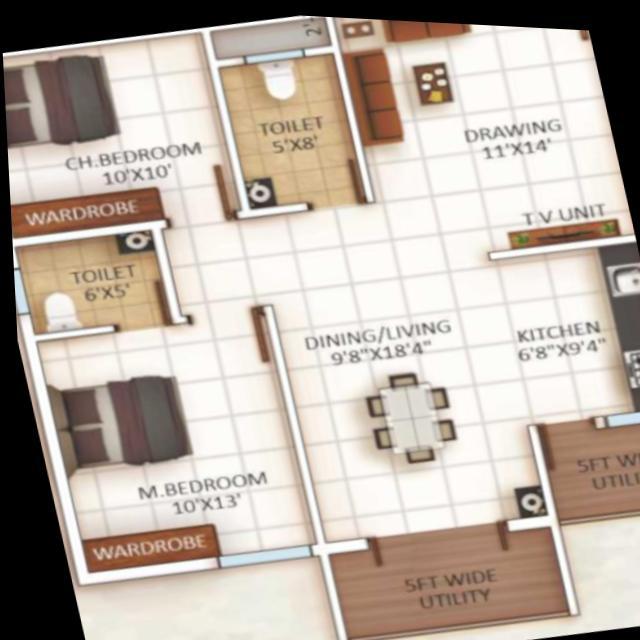 CH.BEDROOM
10'X10'
WARDROBE
TOILET
5'X8'
DRAWING
11'X14'
T.V UNIT
TOILET
6'X5'
DINING/LIVING
9'8"X18'4"
KITCHEN
6'8"X9'4"
M.BEDROOM
10'X13'
WARDROBE
5FT WIDE
UTILITY
5FT